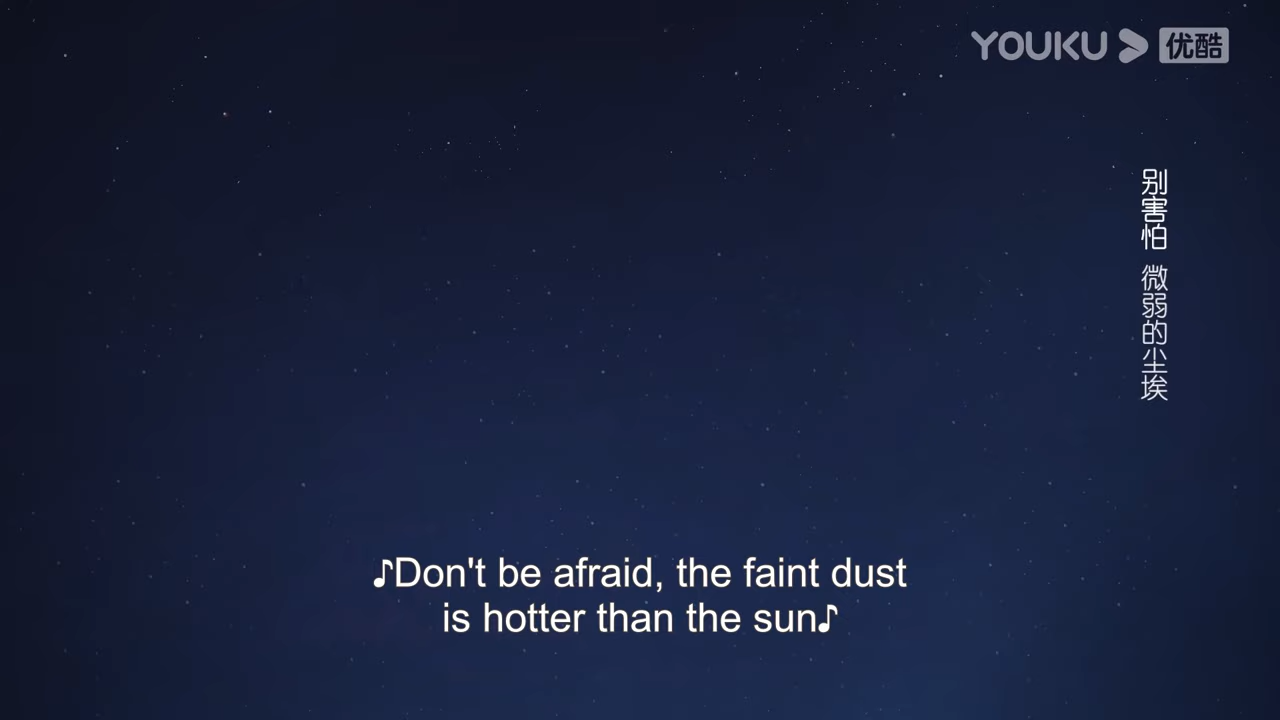 YOUKU 优酷
别害怕 微弱的尘埃
♪Don't be afraid, the faint dust
is hotter than the sun♪